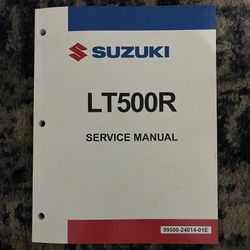 SUZUKI
LT500R
SERVICE MANUAL
99500-24014-01E